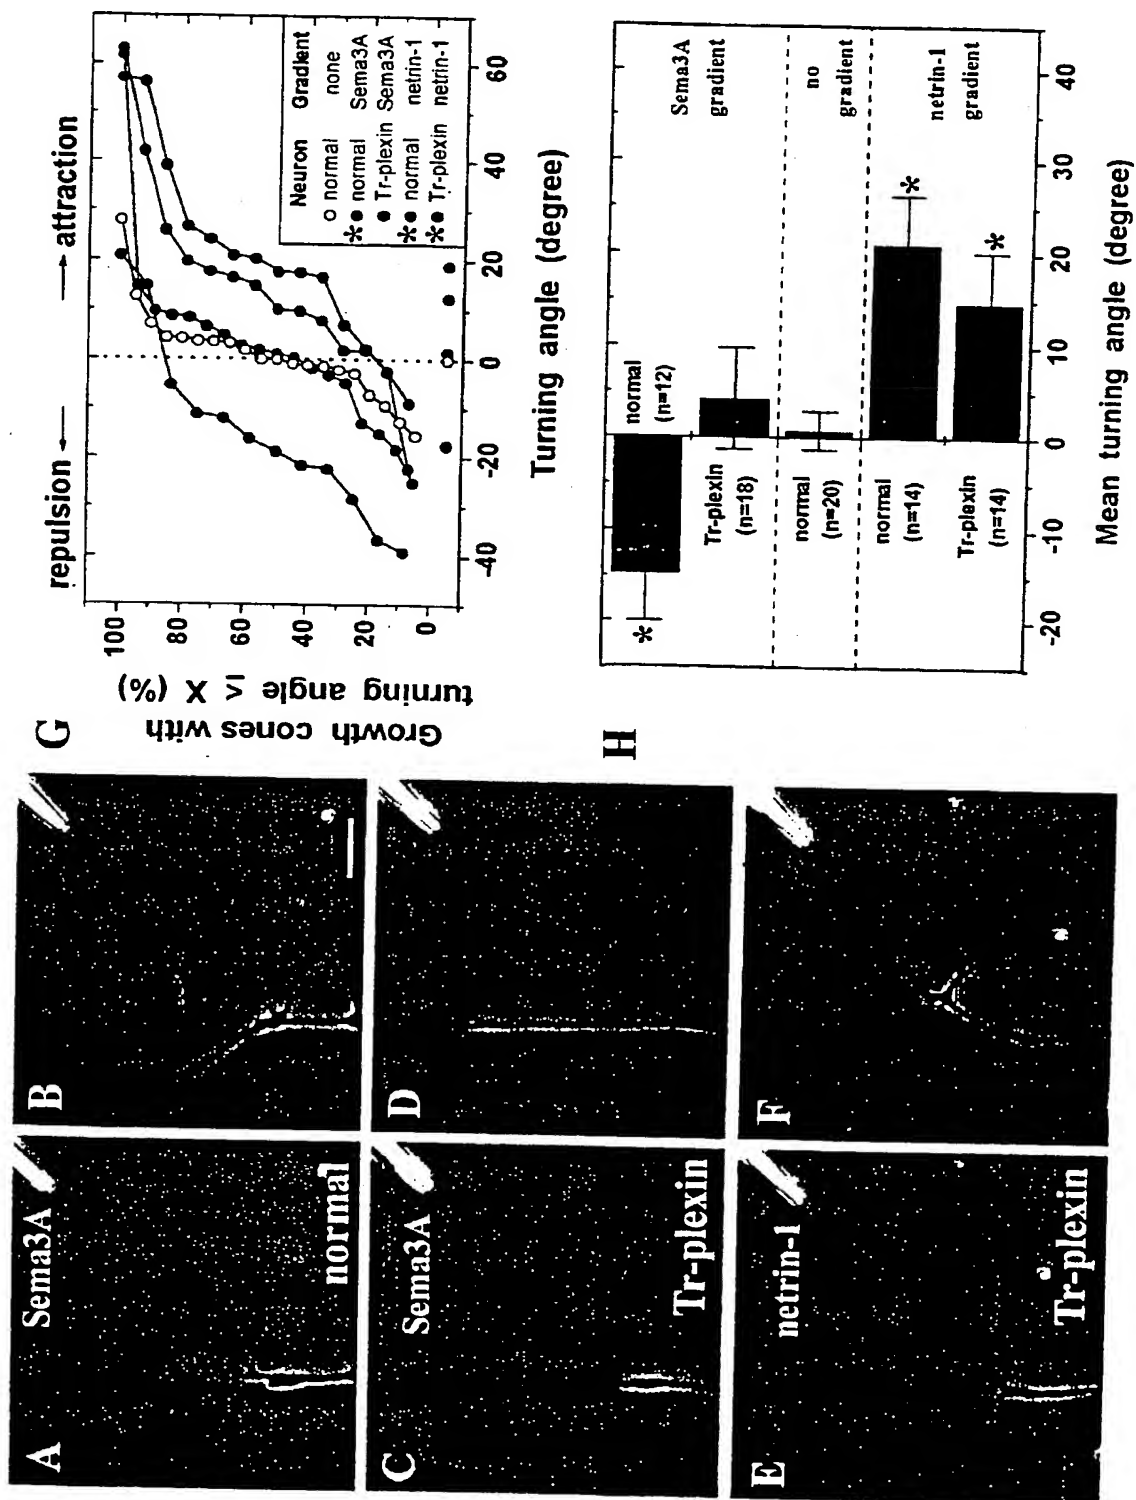 A
Sema3A
normal
B
C
Sema3A
Tr-plexin
D
E
netrin-1
Tr-plexin
F
G
repulsion ← → attraction
Growth cones with
turning angle ≤ X (%)
100
80
60
40
20
0
Neuron Gradient
○ normal none
*● normal Sema3A
● Tr-plexin Sema3A
*● normal netrin-1
*● Tr-plexin netrin-1
-40
-20
0
20
40
60
Turning angle (degree)
H
normal
(n=12)
Sema3A
gradient
*
Tr-plexin
(n=18)
normal
(n=20)
no
gradient
normal
(n=14)
*
netrin-1
gradient
Tr-plexin
(n=14)
*
-20
-10
0
10
20
30
40
Mean turning angle (degree)